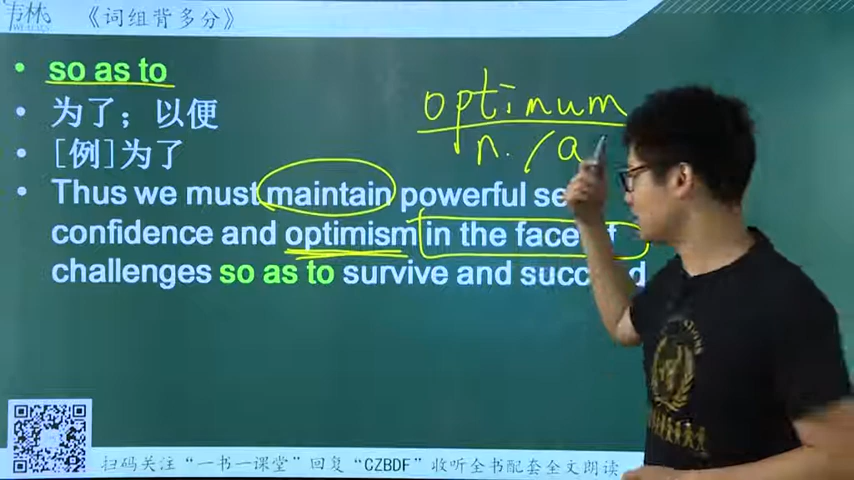 韦林
WE LINCS
《词组背多分》
• so as to
• 为了；以便
• [例]为了
• Thus we must maintain powerful se
confidence and optimism in the face f
challenges so as to survive and succ d
optimum
n. / a
扫码关注“一书一课堂”回复“CZBDF”收听全书配套全文朗读